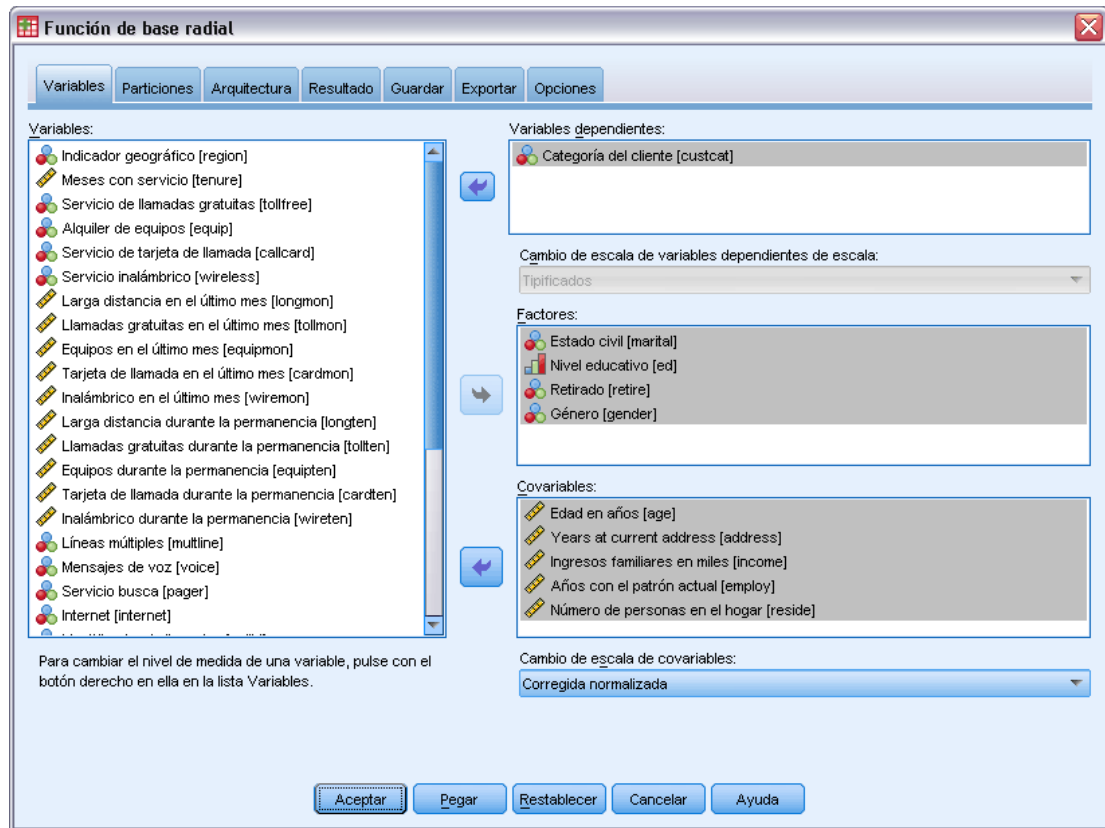 Función de base radial
Variables
Particiones
Arquitectura
Resultado
Guardar
Exportar
Opciones
Variables:
Indicador geográfico [region]
Meses con servicio [tenure]
Servicio de llamadas gratuitas [tollfree]
Alquiler de equipos [equip]
Servicio de tarjeta de llamada [callcard]
Servicio inalámbrico [wireless]
Larga distancia en el último mes [longmon]
Llamadas gratuitas en el último mes [tollmon]
Equipos en el último mes [equipmon]
Tarjeta de llamada en el último mes [cardmon]
Inalámbrico en el último mes [wiremon]
Larga distancia durante la permanencia [longten]
Llamadas gratuitas durante la permanencia [tollten]
Equipos durante la permanencia [equipten]
Tarjeta de llamada durante la permanencia [cardten]
Inalámbrico durante la permanencia [wireten]
Líneas múltiples [multline]
Mensajes de voz [voice]
Servicio busca [pager]
Internet [internet]
Para cambiar el nivel de medida de una variable, pulse con el
botón derecho en ella en la lista Variables.
Variables dependientes:
Categoría del cliente [custcat]
Cambio de escala de variables dependientes de escala:
Tipificados
Factores:
Estado civil [marital]
Nivel educativo [ed]
Retirado [retire]
Género [gender]
Covariables:
Edad en años [age]
Years at current address [address]
Ingresos familiares en miles [income]
Años con el patrón actual [employ]
Número de personas en el hogar [reside]
Cambio de escala de covariables:
Corregida normalizada
Aceptar
Pegar
Restablecer
Cancelar
Ayuda